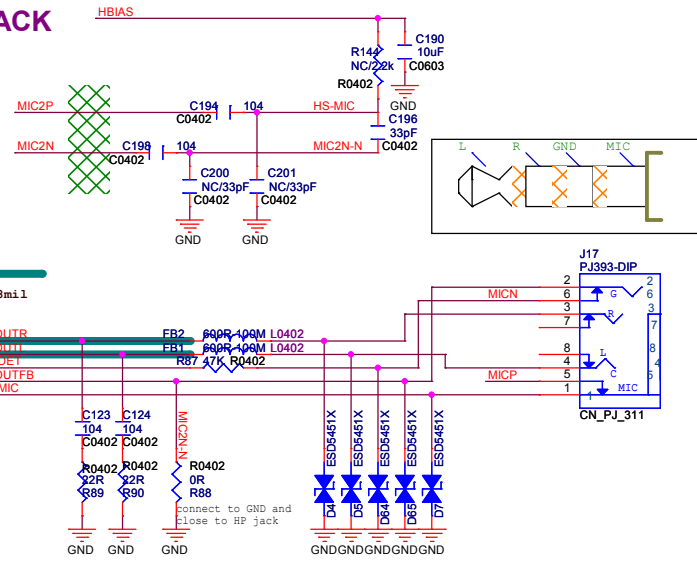 ACK
HBIAS
C190
10uF
C0603
R144
NC/2.2k
R0402
GND
MIC2P
C194
104
C0402
HS-MIC
C196
33pF
C0402
MIC2N
C198
104
C0402
MIC2N-N
C200
NC/33pF
C0402
C201
NC/33pF
C0402
GND
GND
L R GND MIC
J17
PJ393-DIP
2
6
3
7
8
4
5
1
MICN
MICP
G
R
L
C
MIC
2
6
3
7
8
4
5
1
CN_PJ_311
3mil
OUTR
FB2 600R 100M L0402
OUTL
FB1 600R 100M L0402
DET
R87 47K R0402
OUTFB
MIC
C123
104
C0402
C124
104
C0402
MIC2N-N
R0402
22R
R89
R0402
22R
R90
R0402
0R
R88
connect to GND and
close to HP jack
ESD5451X
D4
ESD5451X
D5
ESD5451X
D64
ESD5451X
D65
ESD5451X
D7
GND
GND
GND
GND
GND
GND
GND
GND